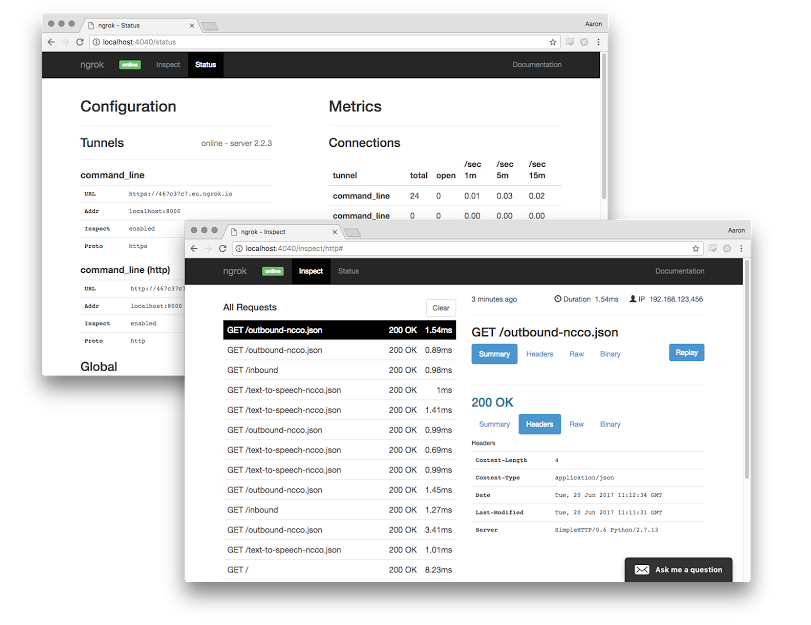 ngrok - Status
Aaron
localhost:4040/status
ngrok online Inspect Status Documentation
Configuration
Tunnels online - server 2.2.3
command_line
URL https://467c37c7.eu.ngrok.io
Addr localhost:8000
Inspect enabled
Proto https
command_line (http)
URL http://467c37c7
Addr localhost:8000
Inspect enabled
Proto http
Global
Metrics
Connections
tunnel total open /sec 1m /sec 5m /sec 15m
command_line 24 0 0.01 0.03 0.02
command_line 0 0 0.00 0.00 0.00
ngrok - Inspect
Aaron
localhost:4040/inspect/http#
ngrok online Inspect Status Documentation
All Requests Clear
GET /outbound-ncco.json 200 OK 1.54ms
GET /outbound-ncco.json 200 OK 0.89ms
GET /inbound 200 OK 0.98ms
GET /text-to-speech-ncco.json 200 OK 1ms
GET /text-to-speech-ncco.json 200 OK 1.41ms
GET /outbound-ncco.json 200 OK 0.99ms
GET /text-to-speech-ncco.json 200 OK 0.69ms
GET /text-to-speech-ncco.json 200 OK 0.99ms
GET /outbound-ncco.json 200 OK 1.45ms
GET /inbound 200 OK 1.27ms
GET /outbound-ncco.json 200 OK 3.41ms
GET /text-to-speech-ncco.json 200 OK 1.01ms
GET / 200 OK 8.23ms
3 minutes ago Duration 1.54ms IP 192.168.123.456
GET /outbound-ncco.json
Summary Headers Raw Binary Replay
200 OK
Summary Headers Raw Binary
Headers
Content-Length 4
Content-Type application/json
Date Tue, 20 Jun 2017 11:12:34 GMT
Last-Modified Tue, 20 Jun 2017 11:11:31 GMT
Server SimpleHTTP/0.6 Python/2.7.13
Ask me a question